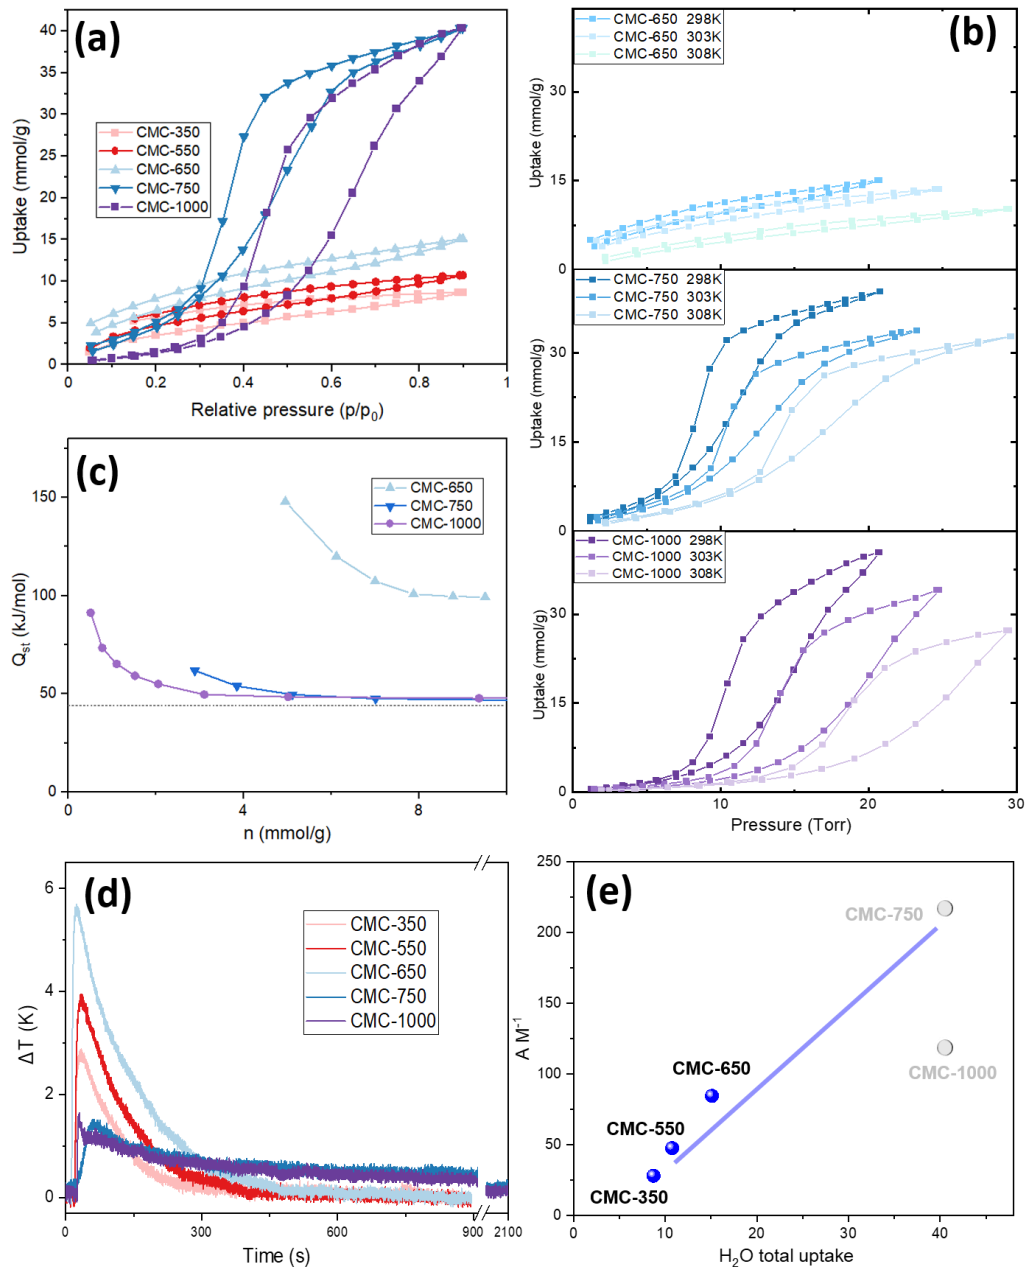 (a)
Uptake (mmol/g)
40
35
30
25
20
15
10
5
0
CMC-350
CMC-550
CMC-650
CMC-750
CMC-1000
0 0.2 0.4 0.6 0.8 1
Relative pressure (p/p0)
(b)
CMC-650 298K
CMC-650 303K
CMC-650 308K
Uptake (mmol/g)
30
15
0
CMC-750 298K
CMC-750 303K
CMC-750 308K
Uptake (mmol/g)
30
15
0
CMC-1000 298K
CMC-1000 303K
CMC-1000 308K
Uptake (mmol/g)
30
15
0
0 10 20 30
Pressure (Torr)
(c)
Qst (kJ/mol)
150
100
50
0
CMC-650
CMC-750
CMC-1000
0 4 8
n (mmol/g)
(d)
ΔT (K)
6
4
2
0
CMC-350
CMC-550
CMC-650
CMC-750
CMC-1000
0 300 600 900 2100
Time (s)
(e)
A M-1
250
200
150
100
50
0
CMC-750
CMC-1000
CMC-650
CMC-550
CMC-350
0 10 20 30 40
H2O total uptake